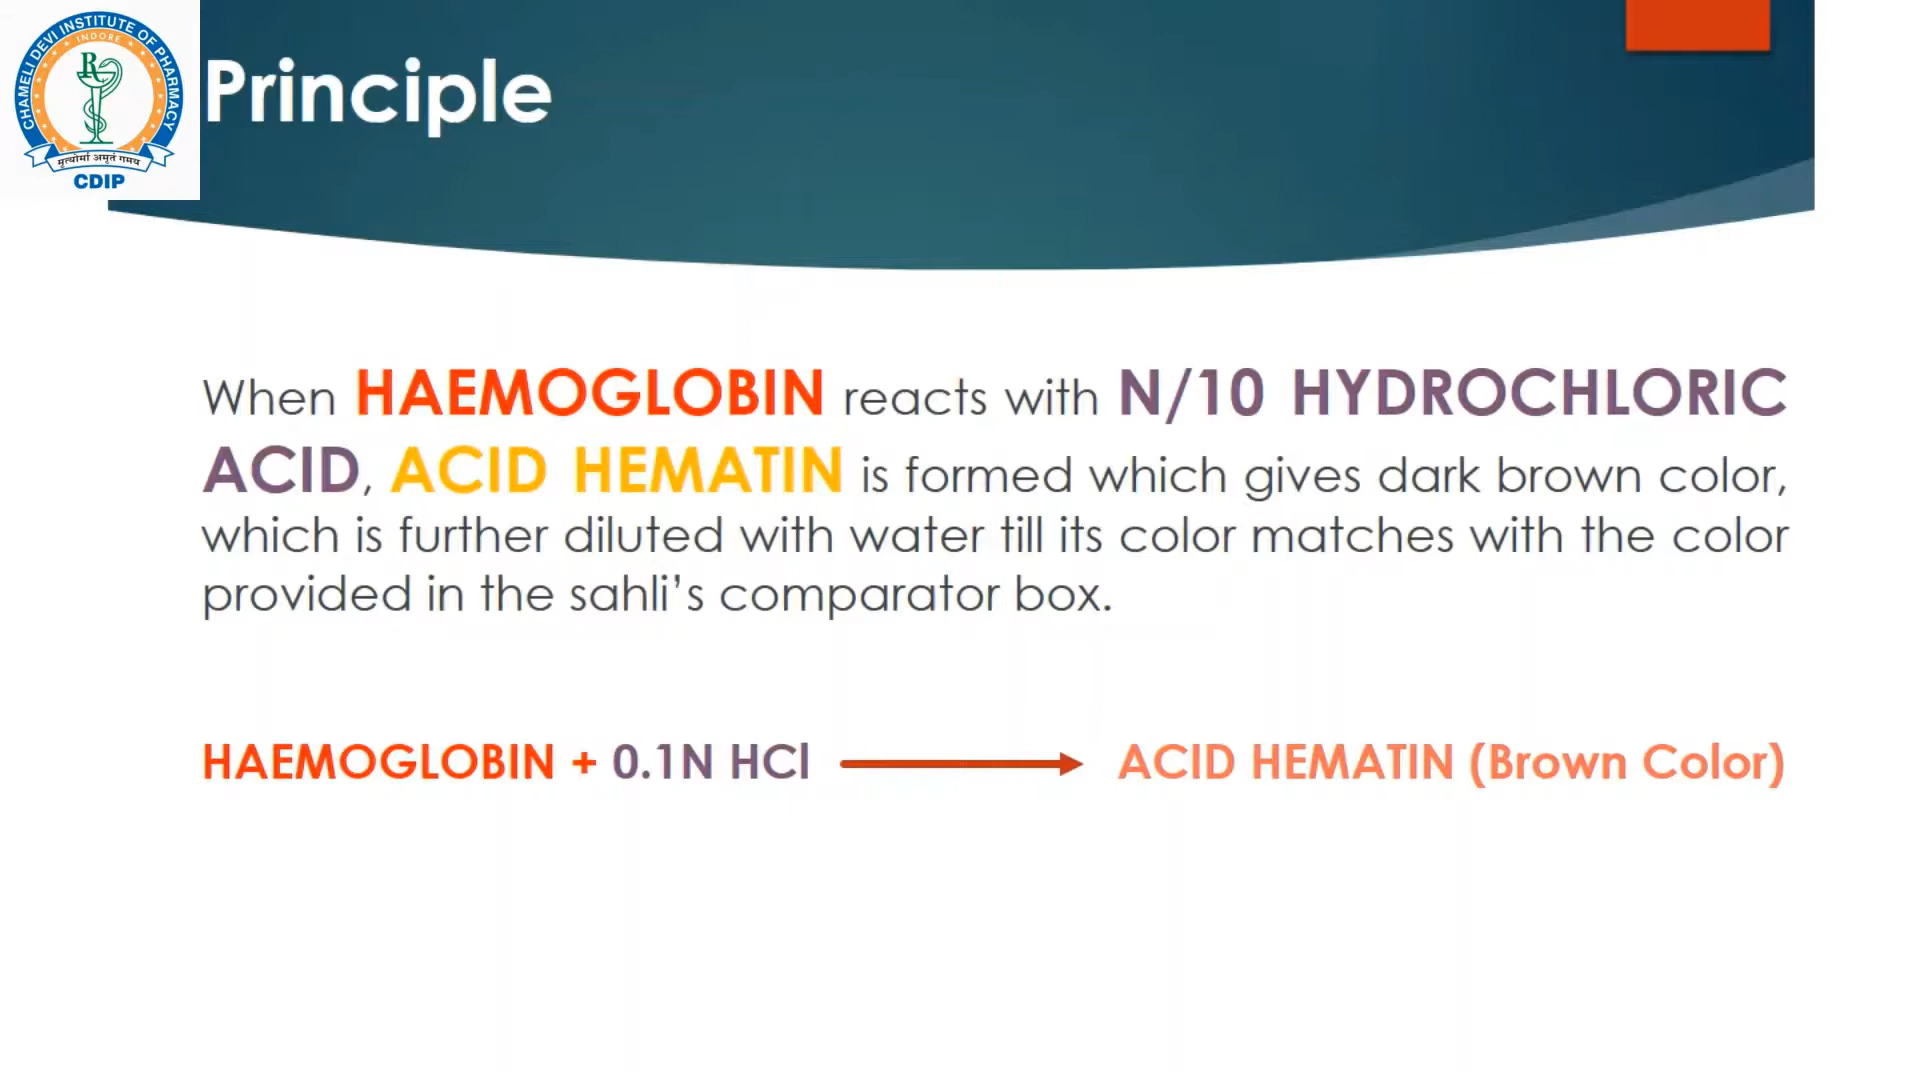 CHAMELI DEVI INSTITUTE OF PHARMACY
INDORE
R
मृत्योर्मा अमृतं गमय
CDIP
Principle
When HAEMOGLOBIN reacts with N/10 HYDROCHLORIC
ACID, ACID HEMATIN is formed which gives dark brown color,
which is further diluted with water till its color matches with the color
provided in the sahli’s comparator box.
HAEMOGLOBIN + 0.1N HCl ACID HEMATIN (Brown Color)